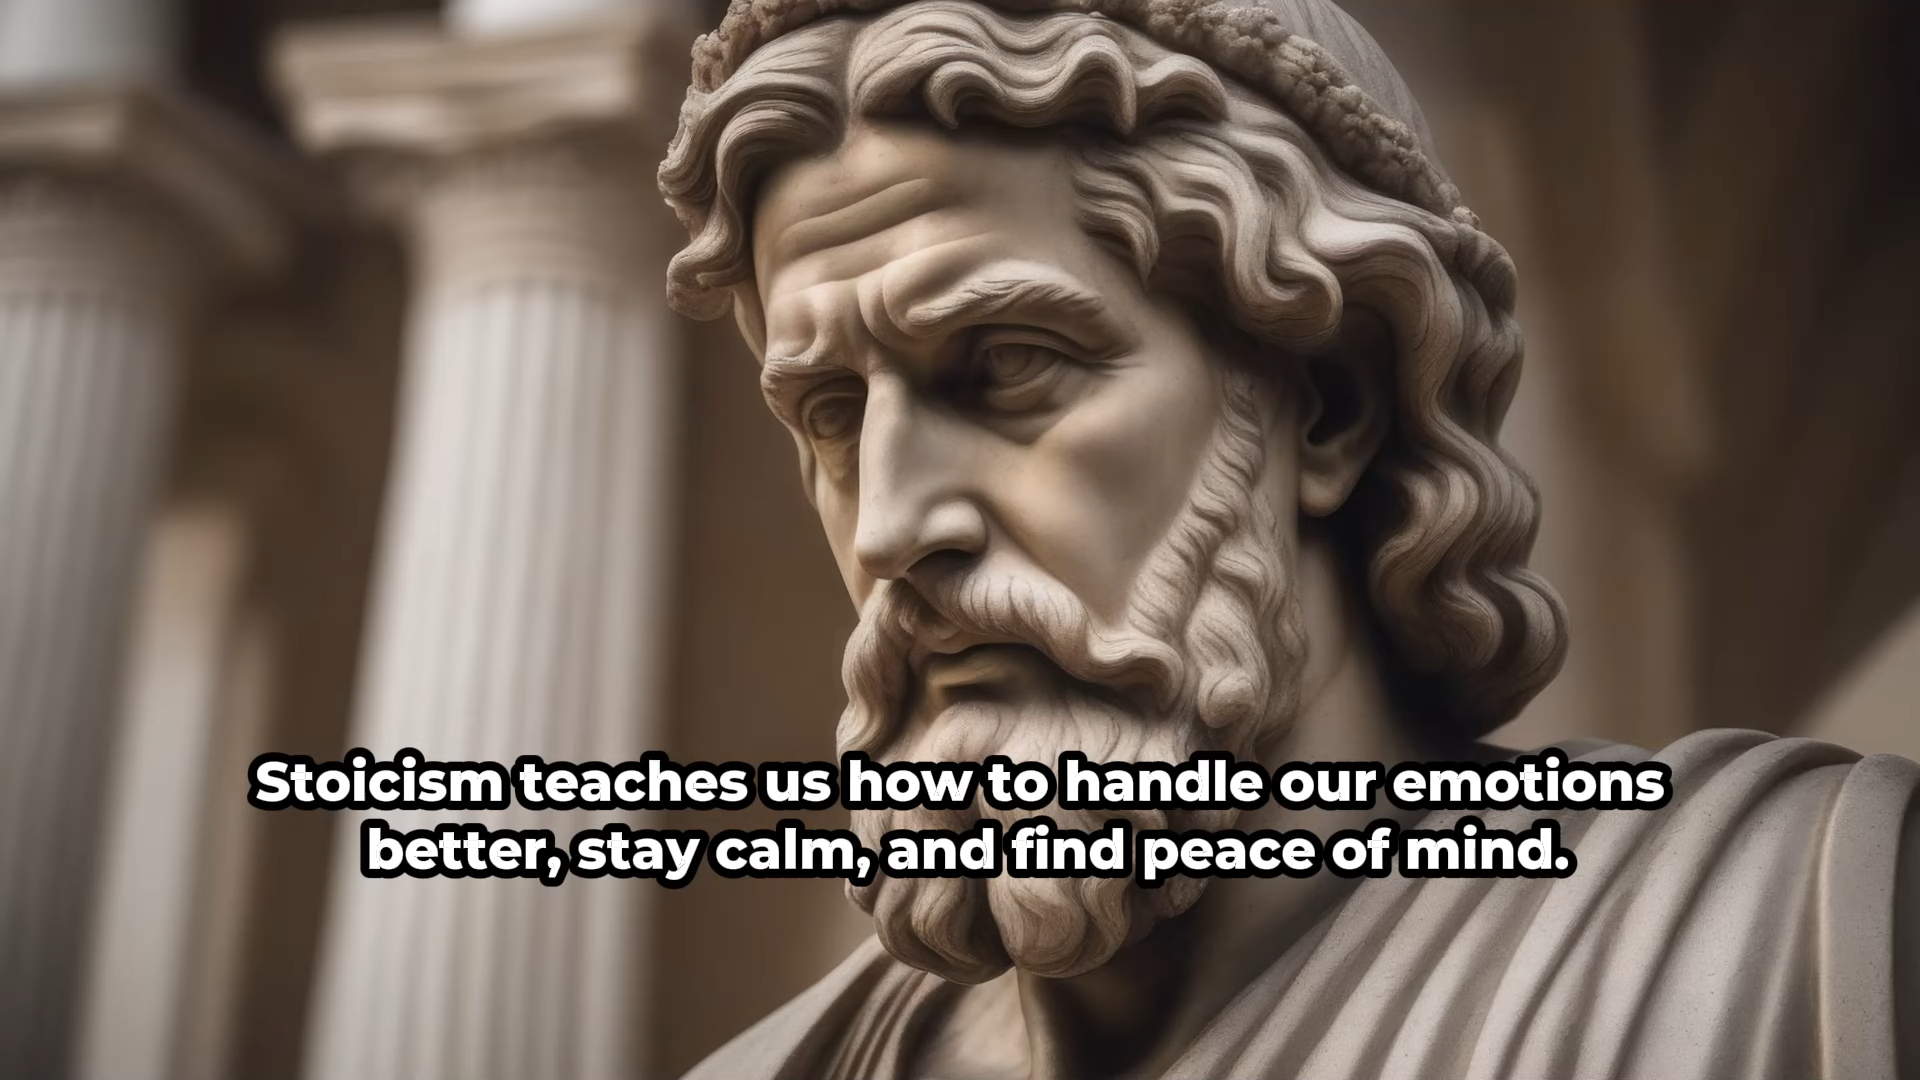 Stoicism teaches us how to handle our emotions
better, stay calm, and find peace of mind.